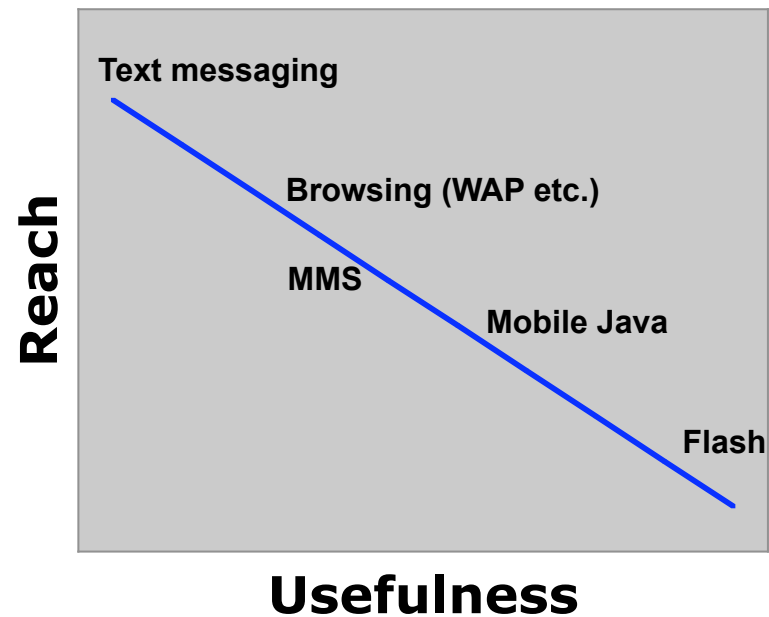 Text messaging
Browsing (WAP etc.)
MMS
Mobile Java
Flash
Reach
Usefulness